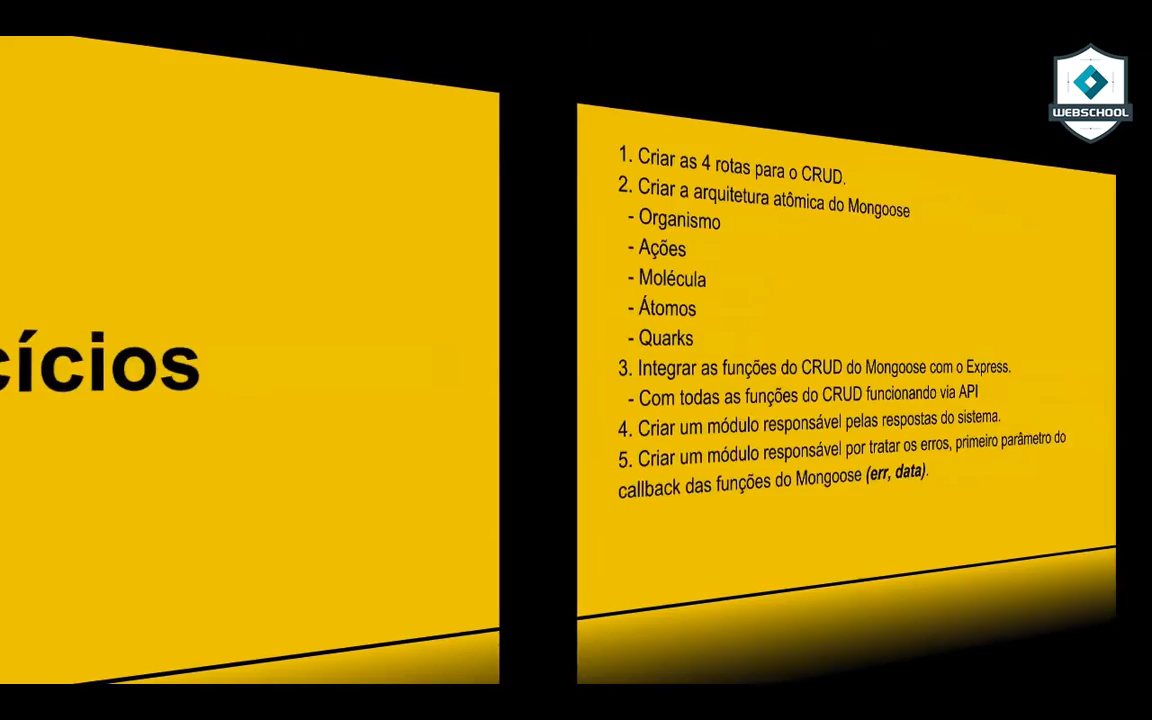 cícios
1. Criar as 4 rotas para o CRUD.
2. Criar a arquitetura atômica do Mongoose
- Organismo
- Ações
- Molécula
- Átomos
- Quarks
3. Integrar as funções do CRUD do Mongoose com o Express.
- Com todas as funções do CRUD funcionando via API
4. Criar um módulo responsável pelas respostas do sistema.
5. Criar um módulo responsável por tratar os erros, primeiro parâmetro do
callback das funções do Mongoose (err, data).
WEBSCHOOL